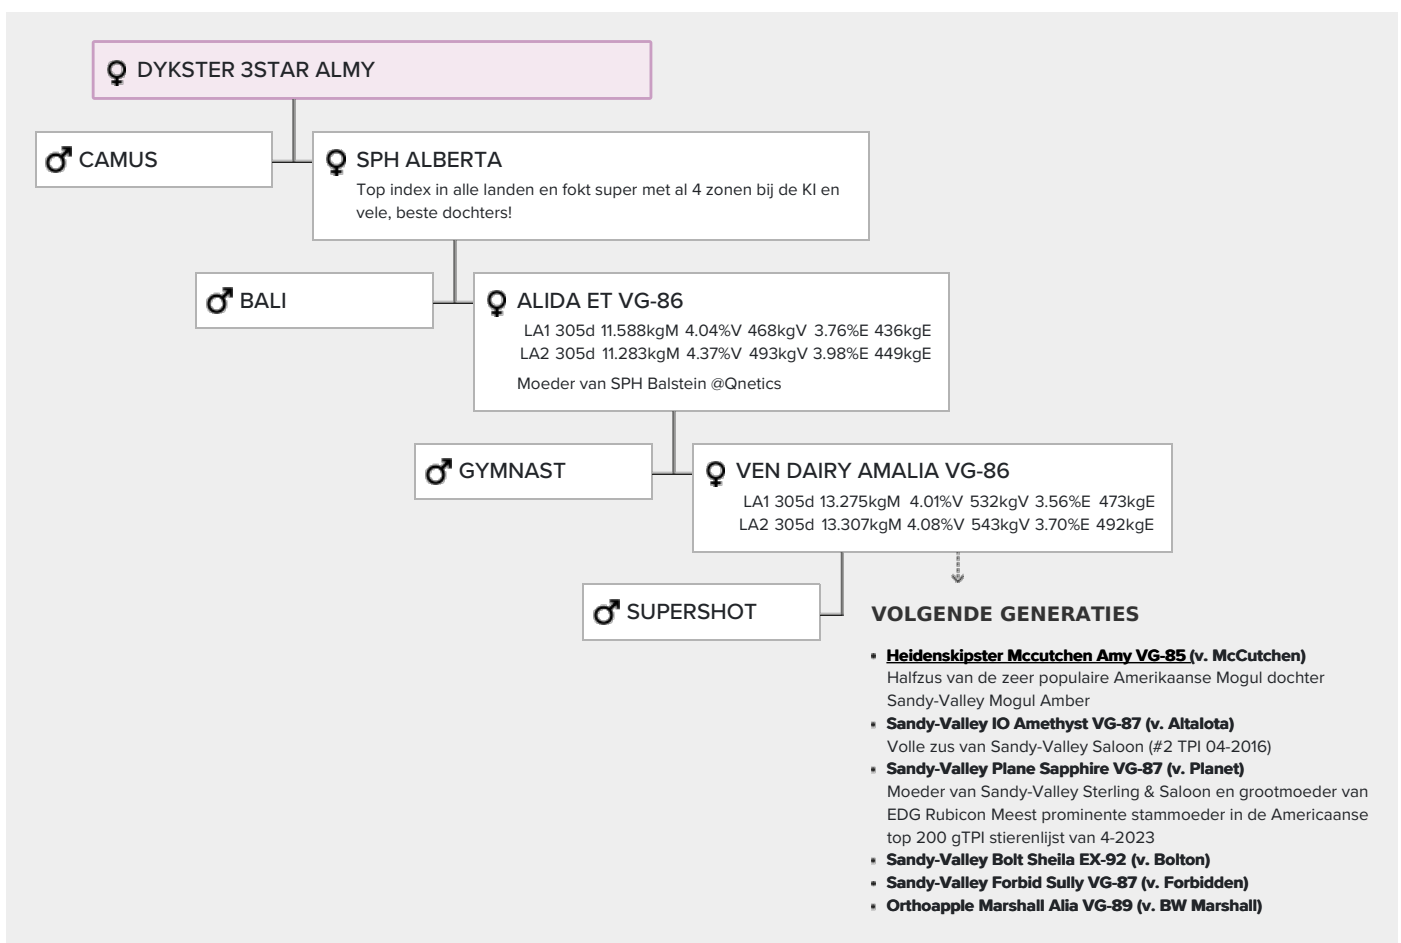 DYKSTER 3STAR ALMY
CAMUS
SPH ALBERTA
Top index in alle landen en fokt super met al 4 zonen bij de KI en
vele, beste dochters!
BALI
ALIDA ET VG-86
LA1 305d 11.588kgM 4.04%V 468kgV 3.76%E 436kgE
LA2 305d 11.283kgM 4.37%V 493kgV 3.98%E 449kgE
Moeder van SPH Balstein @Qnetics
GYMNAST
VEN DAIRY AMALIA VG-86
LA1 305d 13.275kgM 4.01%V 532kgV 3.56%E 473kgE
LA2 305d 13.307kgM 4.08%V 543kgV 3.70%E 492kgE
SUPERSHOT
VOLGENDE GENERATIES
Heidenskipster Mccutchen Amy VG-85 (v. McCutchen)
Halfzus van de zeer populaire Amerikaanse Mogul dochter
Sandy-Valley Mogul Amber
Sandy-Valley IO Amethyst VG-87 (v. Altalota)
Volle zus van Sandy-Valley Saloon (#2 TPI 04-2016)
Sandy-Valley Plane Sapphire VG-87 (v. Planet)
Moeder van Sandy-Valley Sterling & Saloon en grootmoeder van
EDG Rubicon Meest prominente stammoeder in de Americaanse
top 200 gTPI stierenlijst van 4-2023
Sandy-Valley Bolt Sheila EX-92 (v. Bolton)
Sandy-Valley Forbid Sully VG-87 (v. Forbidden)
Orthoapple Marshall Alia VG-89 (v. BW Marshall)